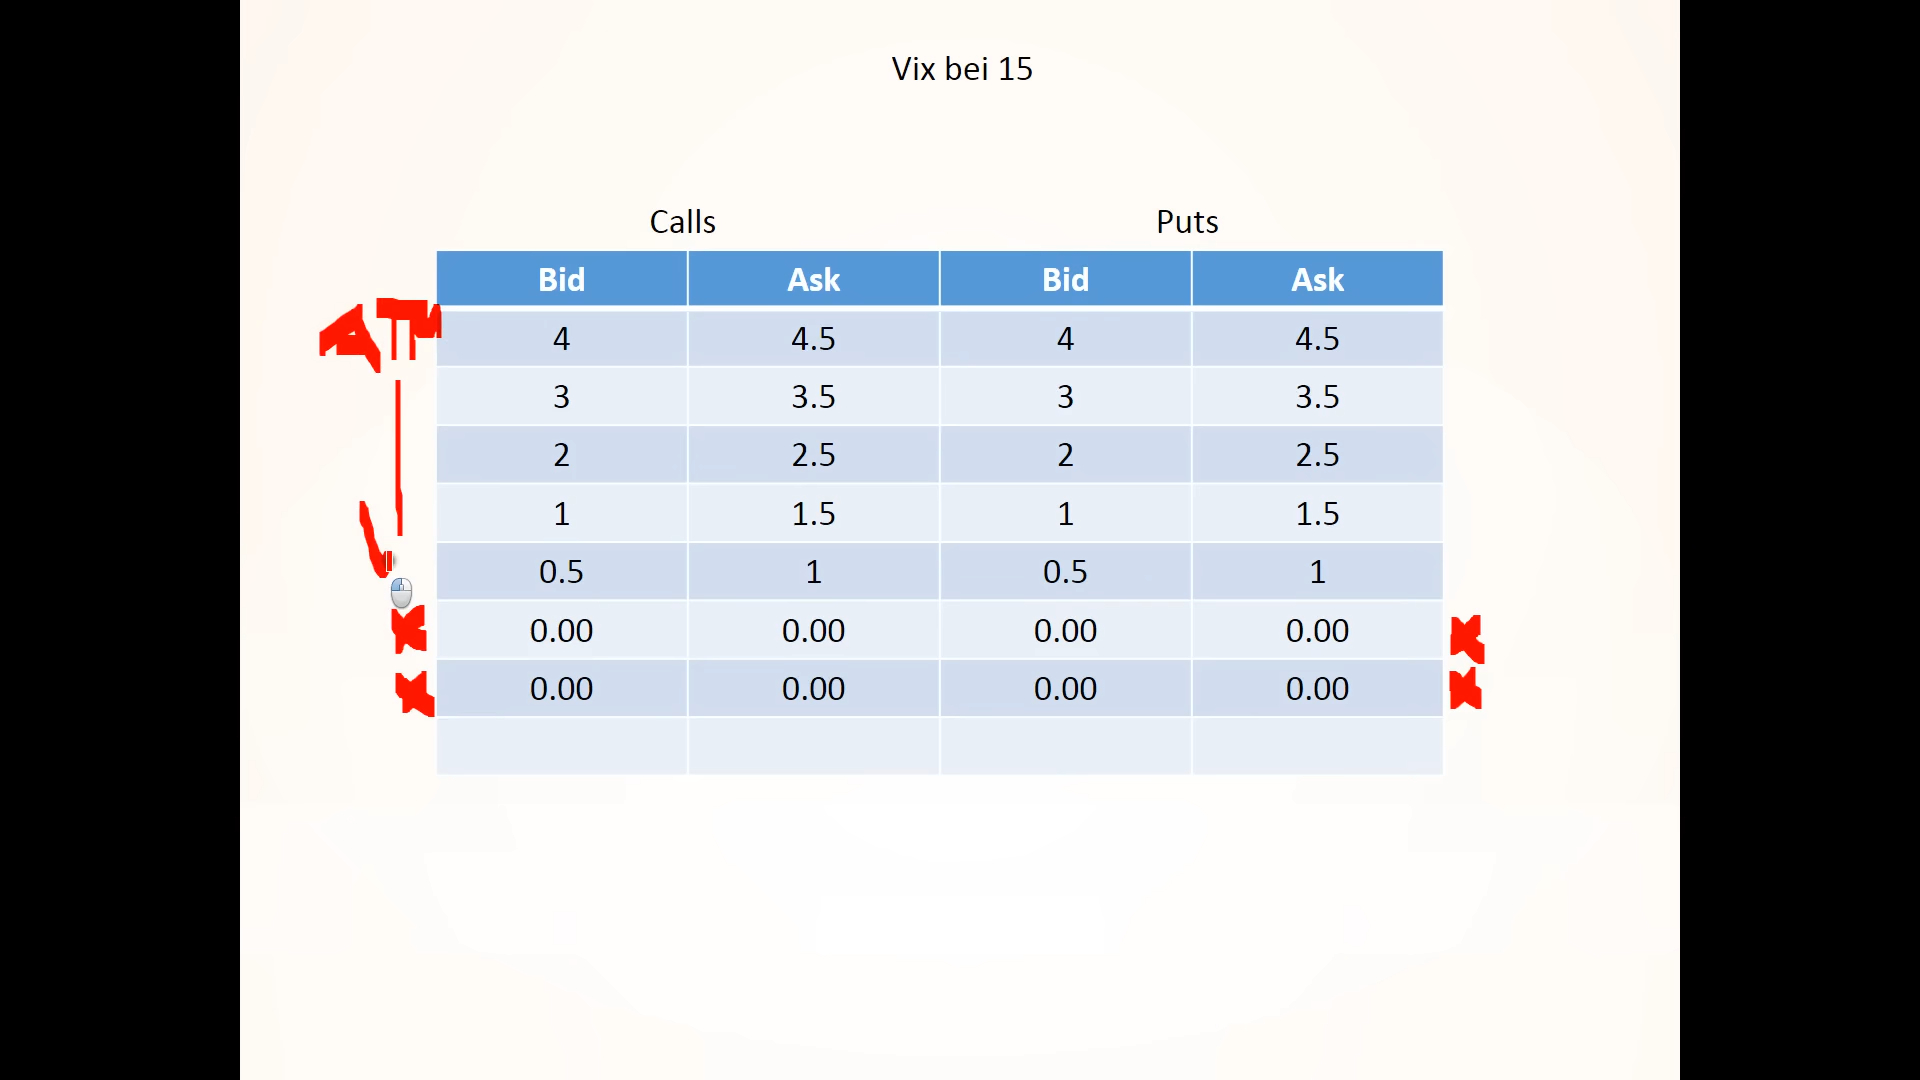 Vix bei 15
Calls Puts
Bid Ask Bid Ask
ATM
4 4.5 4 4.5
3 3.5 3 3.5
2 2.5 2 2.5
1 1.5 1 1.5
0.5 1 0.5 1
0.00 0.00 0.00 0.00
0.00 0.00 0.00 0.00